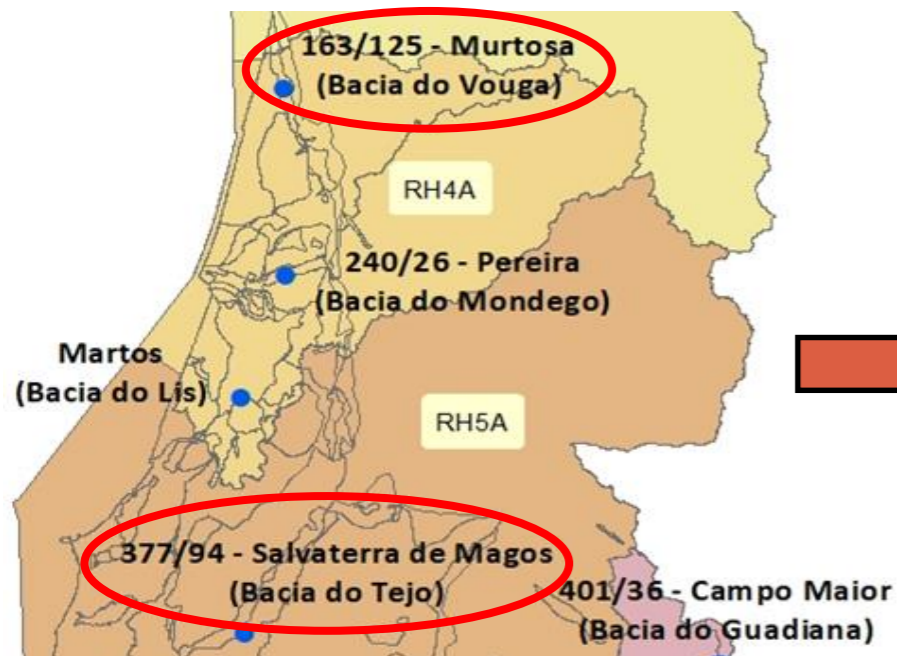 163/125 - Murtosa
(Bacia do Vouga)
RH4A
240/26 - Pereira
(Bacia do Mondego)
Martos
(Bacia do Lis)
RH5A
377/94 - Salvaterra de Magos
(Bacia do Tejo)
401/36 - Campo Maior
(Bacia do Guadiana)